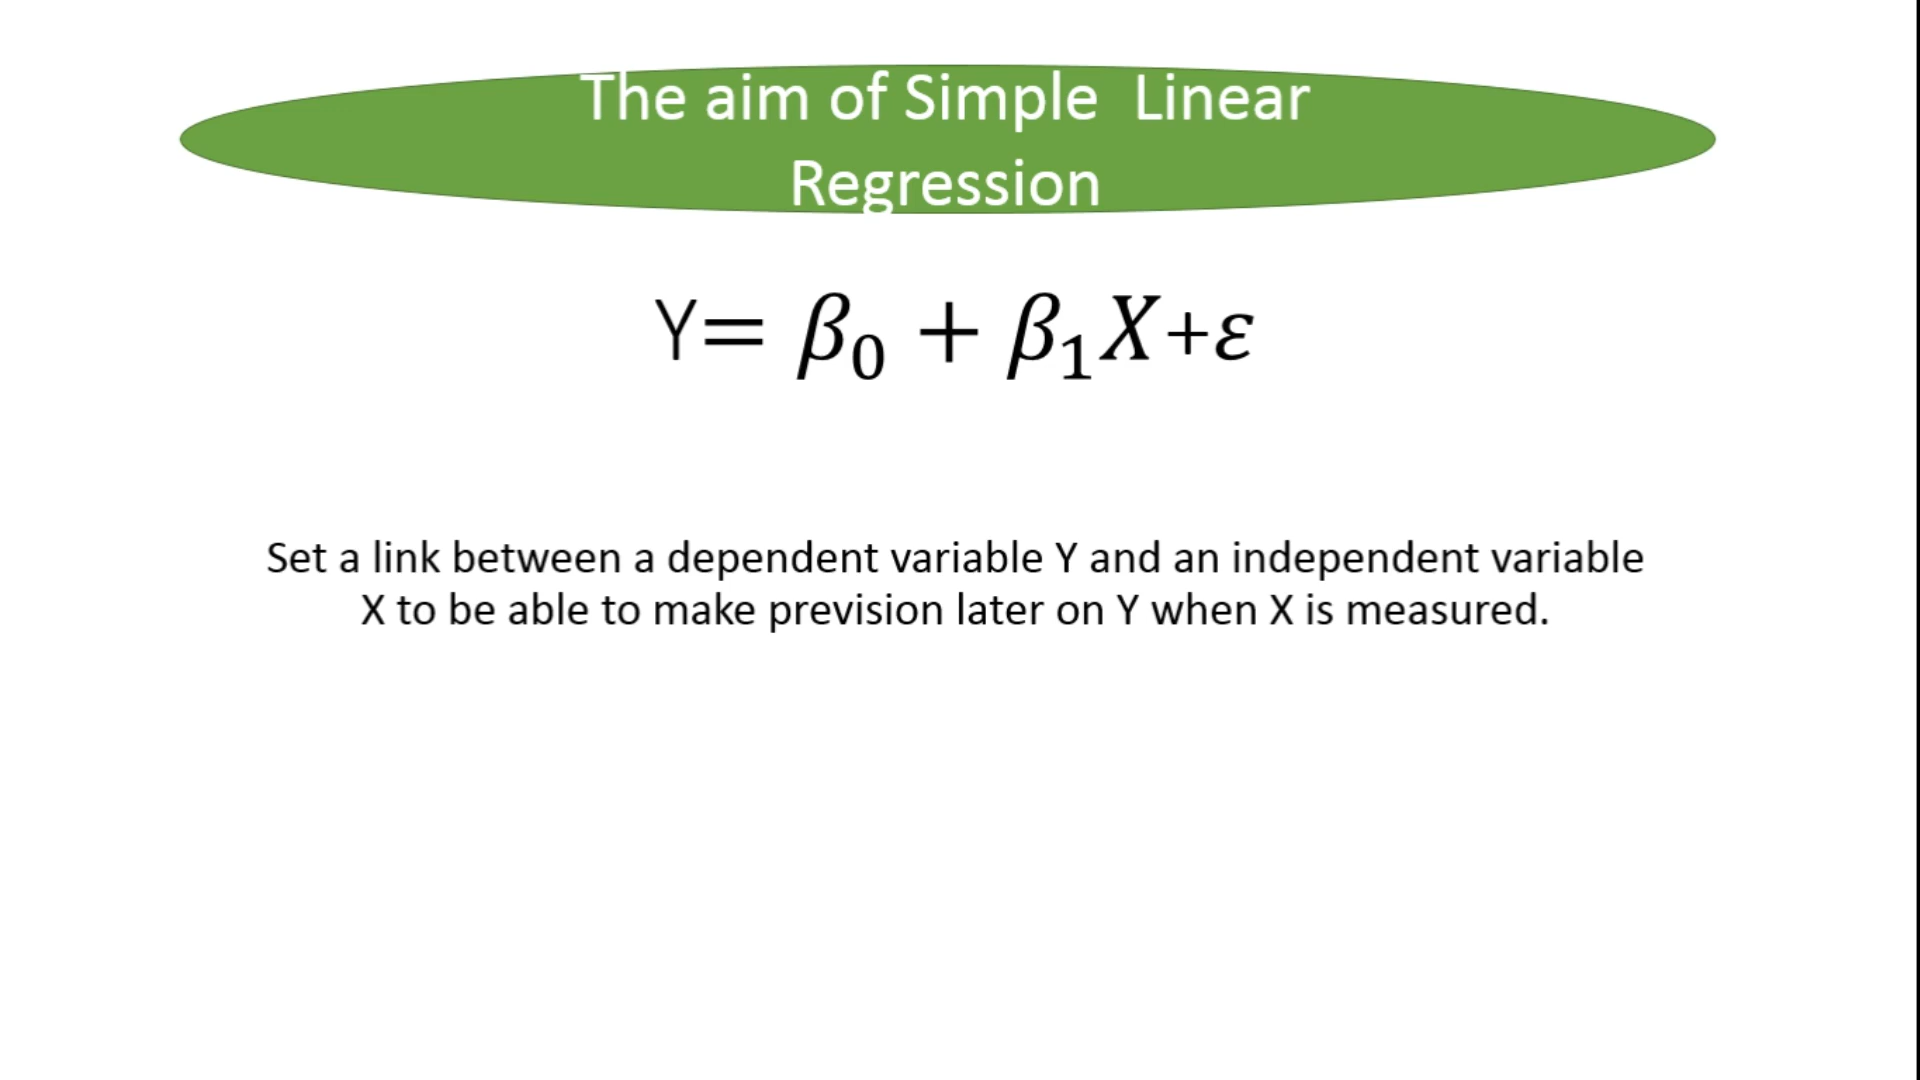 The aim of Simple  Linear
Regression
Y= β₀ + β₁X+ε
Set a link between a dependent variable Y and an independent variable
X to be able to make prevision later on Y when X is measured.